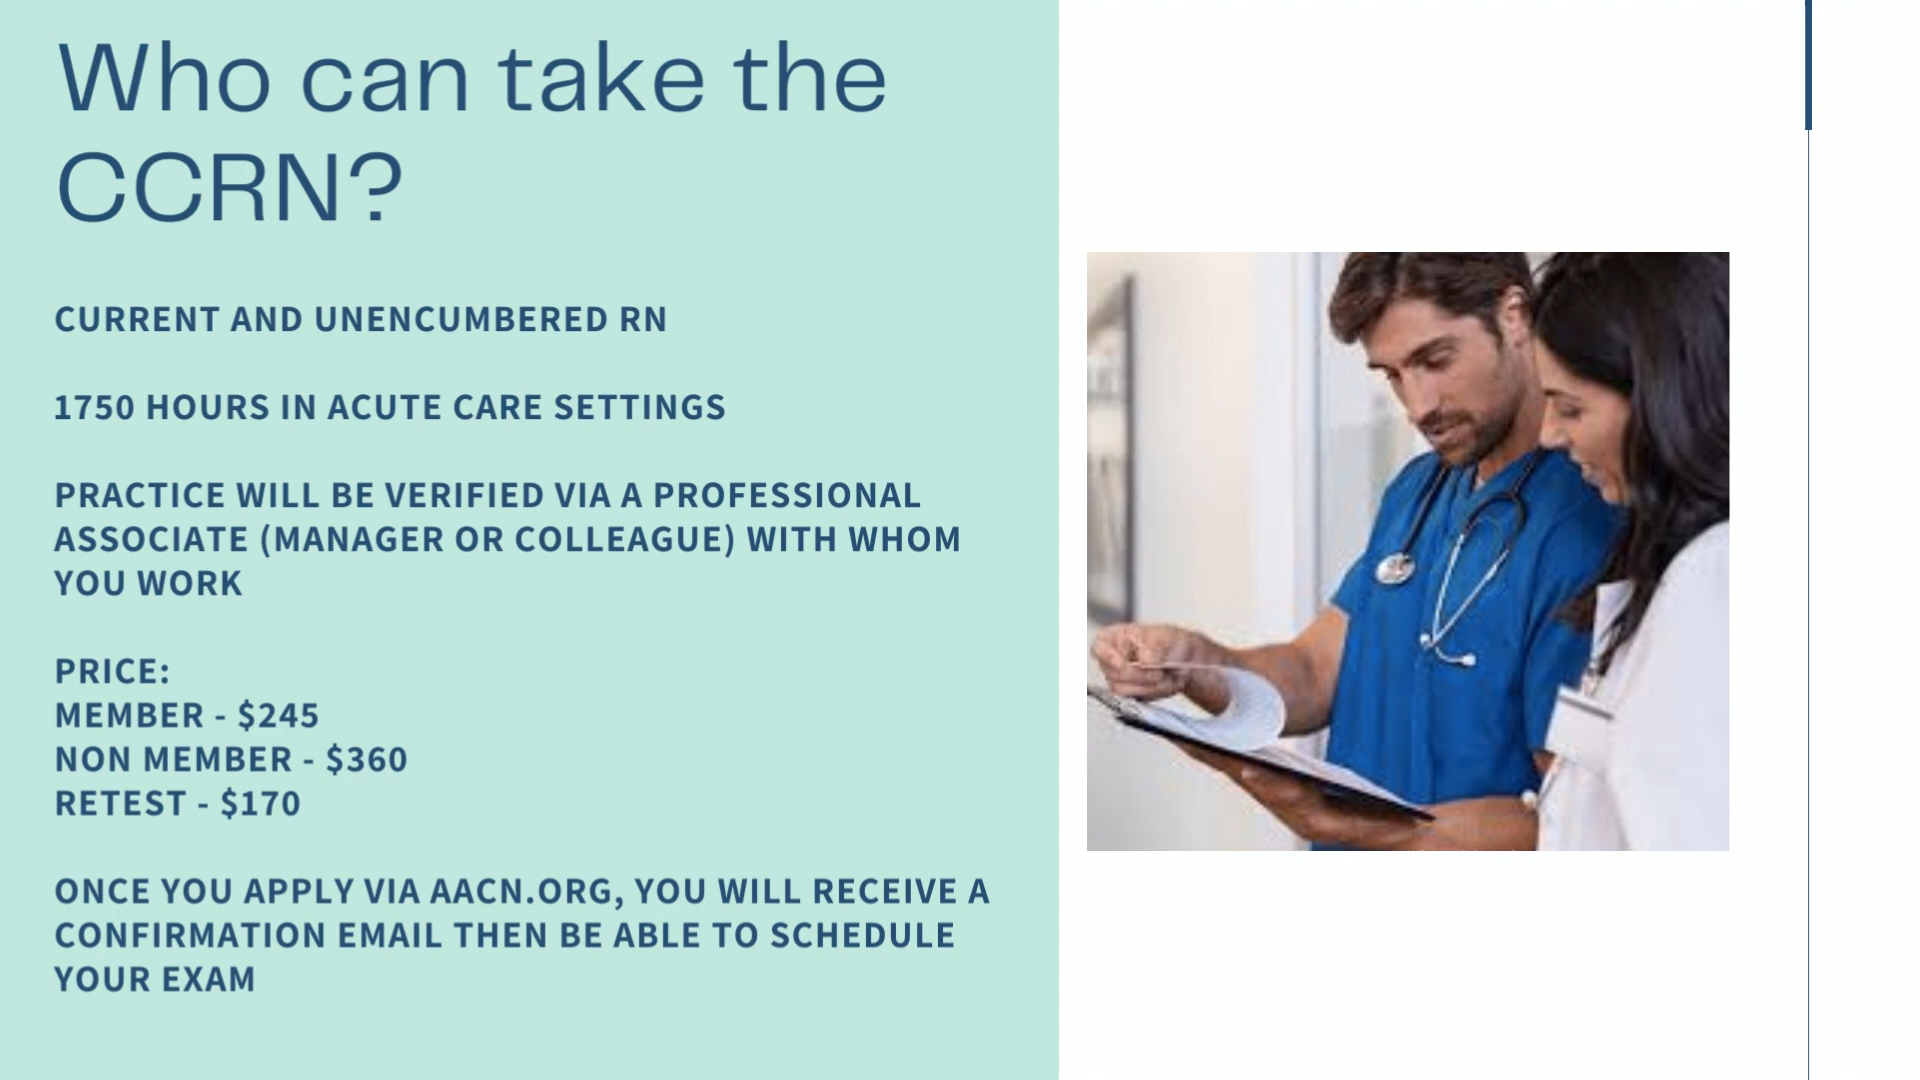 Who can take the
CCRN?
CURRENT AND UNENCUMBERED RN
1750 HOURS IN ACUTE CARE SETTINGS
PRACTICE WILL BE VERIFIED VIA A PROFESSIONAL
ASSOCIATE (MANAGER OR COLLEAGUE) WITH WHOM
YOU WORK
PRICE:
MEMBER - $245
NON MEMBER - $360
RETEST - $170
ONCE YOU APPLY VIA AACN.ORG, YOU WILL RECEIVE A
CONFIRMATION EMAIL THEN BE ABLE TO SCHEDULE
YOUR EXAM